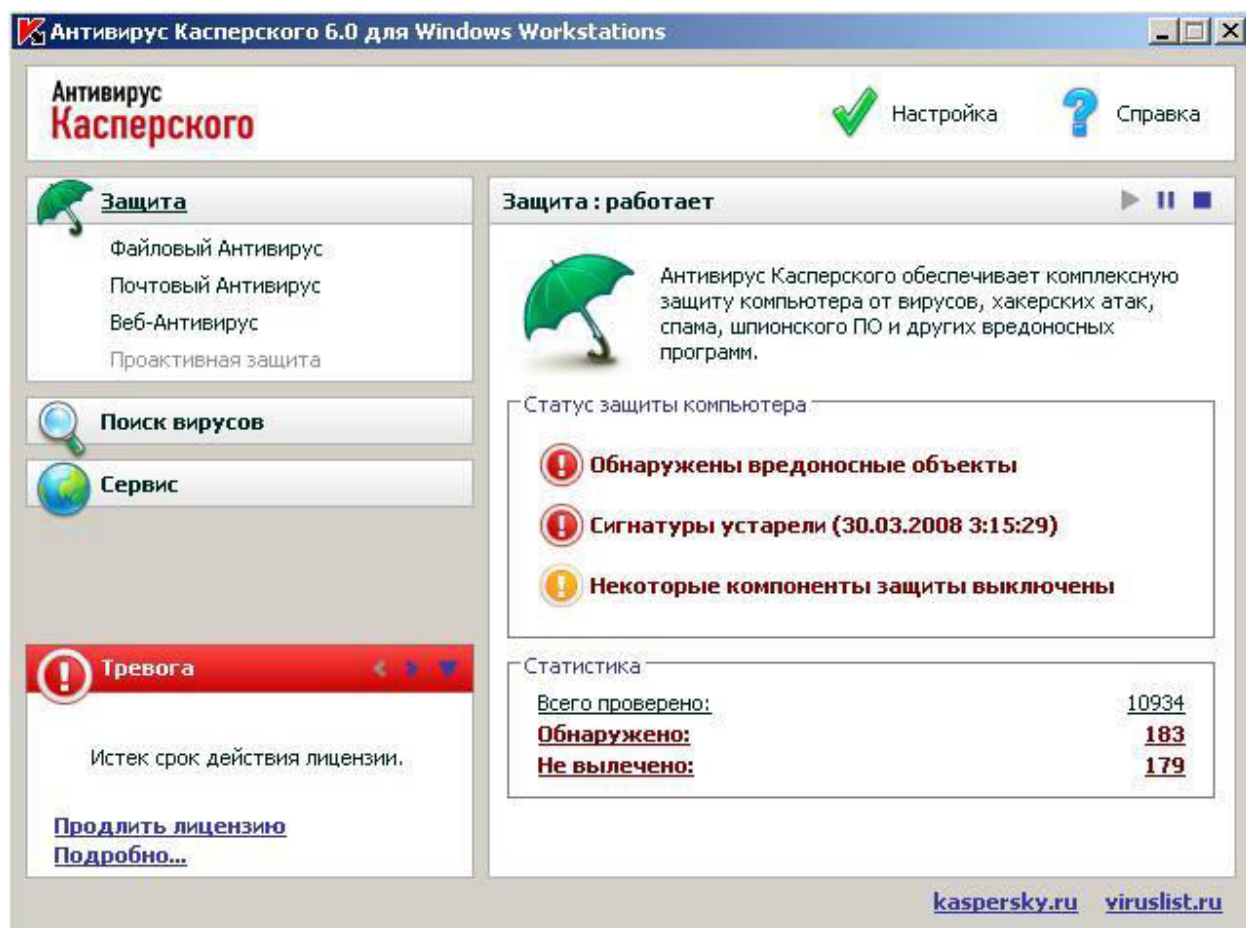 Антивирус Касперского 6.0 для Windows Workstations
Антивирус
Касперского
Настройка
Справка
Защита
Файловый Антивирус
Почтовый Антивирус
Веб-Антивирус
Проактивная защита
Поиск вирусов
Сервис
Тревога
Истек срок действия лицензии.
Продлить лицензию
Подробно...
Защита : работает
Антивирус Касперского обеспечивает комплексную
защиту компьютера от вирусов, хакерских атак,
спама, шпионского ПО и других вредоносных
программ.
Статус защиты компьютера
Обнаружены вредоносные объекты
Сигнатуры устарели (30.03.2008 3:15:29)
Некоторые компоненты защиты выключены
Статистика
Всего проверено: 10934
Обнаружено: 183
Не вылечено: 179
kaspersky.ru viruslist.ru